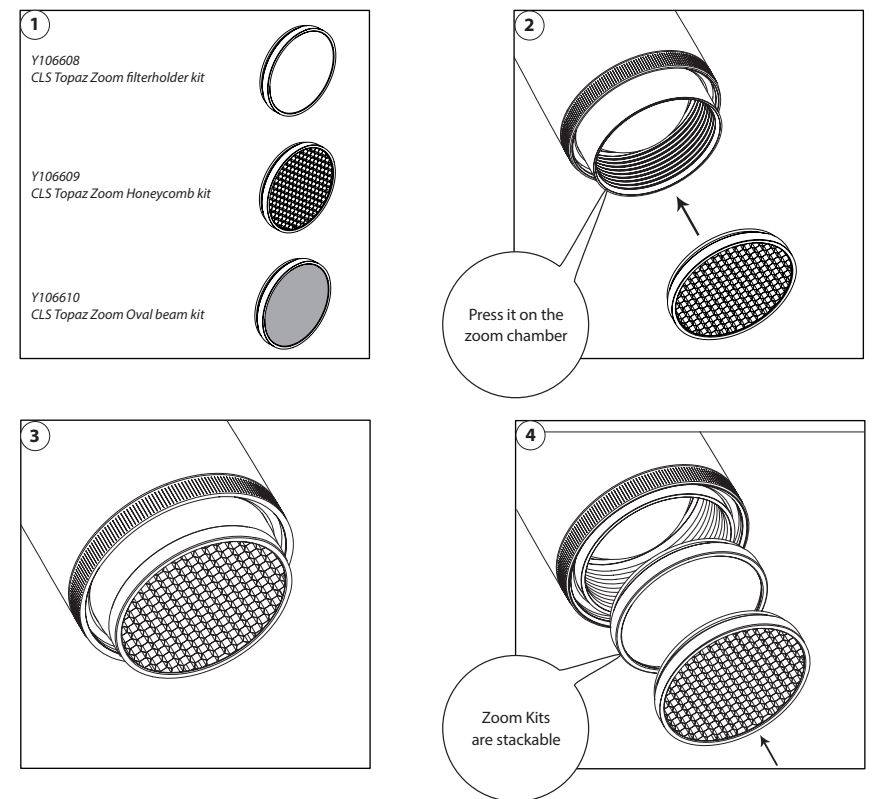 1
Y106608
CLS Topaz Zoom filterholder kit
Y106609
CLS Topaz Zoom Honeycomb kit
Y106610
CLS Topaz Zoom Oval beam kit
2
Press it on the
zoom chamber
3
4
Zoom Kits
are stackable